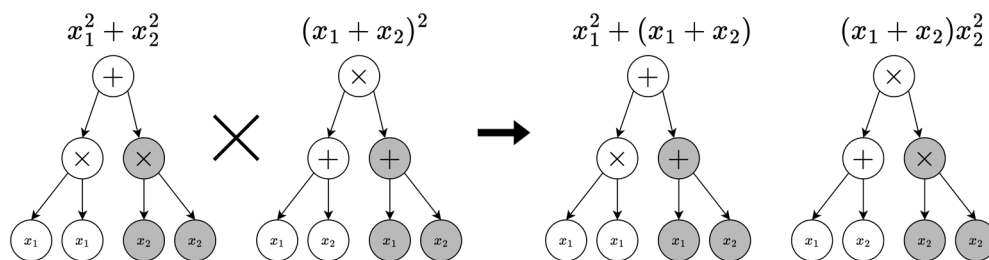 x₁² + x₂² (x₁ + x₂)² x₁² + (x₁ + x₂) (x₁ + x₂)x₂²
+ × + ×
× × + + × + + ×
x₁ x₁ x₂ x₂ x₁ x₂ x₁ x₂ x₁ x₁ x₁ x₂ x₁ x₂ x₂ x₂